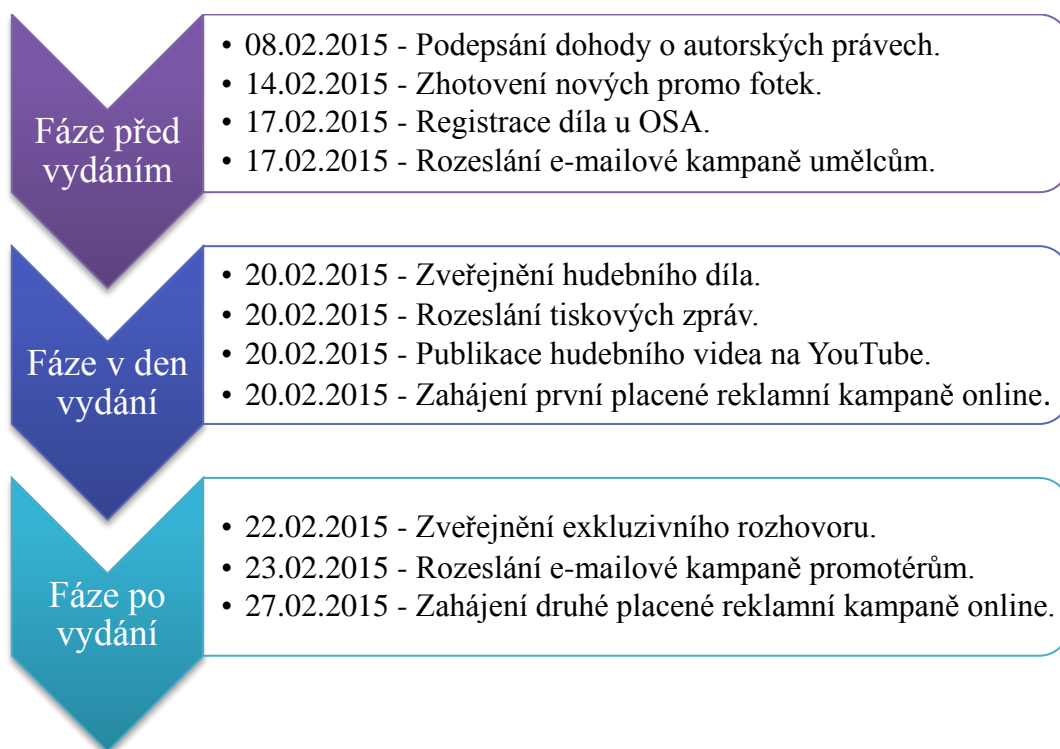 Fáze před
vydáním
• 08.02.2015 - Podepsání dohody o autorských právech.
• 14.02.2015 - Zhotovení nových promo fotek.
• 17.02.2015 - Registrace díla u OSA.
• 17.02.2015 - Rozeslání e-mailové kampaně umělcům.
Fáze v den
vydání
• 20.02.2015 - Zveřejnění hudebního díla.
• 20.02.2015 - Rozeslání tiskových zpráv.
• 20.02.2015 - Publikace hudebního videa na YouTube.
• 20.02.2015 - Zahájení první placené reklamní kampaně online.
Fáze po
vydání
• 22.02.2015 - Zveřejnění exkluzivního rozhovoru.
• 23.02.2015 - Rozeslání e-mailové kampaně promotérům.
• 27.02.2015 - Zahájení druhé placené reklamní kampaně online.